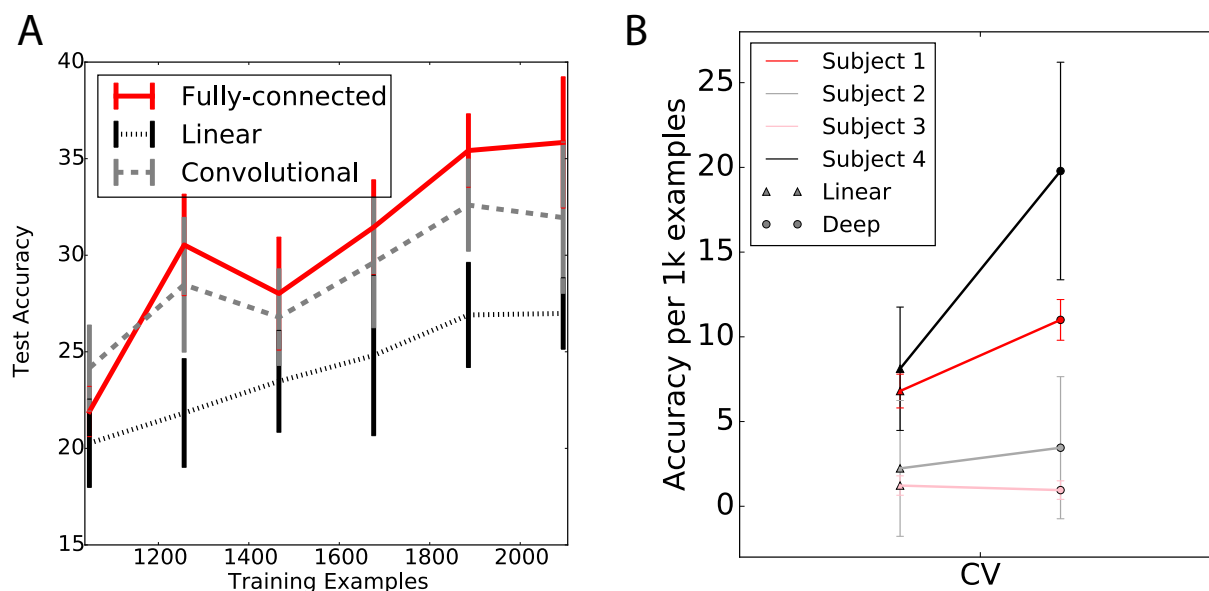 A
40
35
30
25
20
15
Test Accuracy
Fully-connected
Linear
Convolutional
1200 1400 1600 1800 2000
Training Examples
B
25
20
15
10
5
0
Accuracy per 1k examples
Subject 1
Subject 2
Subject 3
Subject 4
Linear
Deep
CV